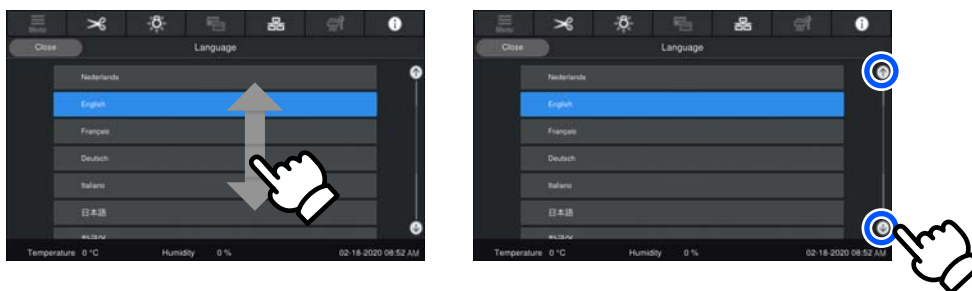 Menu
Close
Language
Nederlands
English
Français
Deutsch
Italiano
日本語
Temperature 0 °C Humidity 0 % 02-18-2020 08:52 AM
Menu
Close
Language
Nederlands
English
Français
Deutsch
Italiano
日本語
Temperature 0 °C Humidity 0 % 02-18-2020 08:52 AM